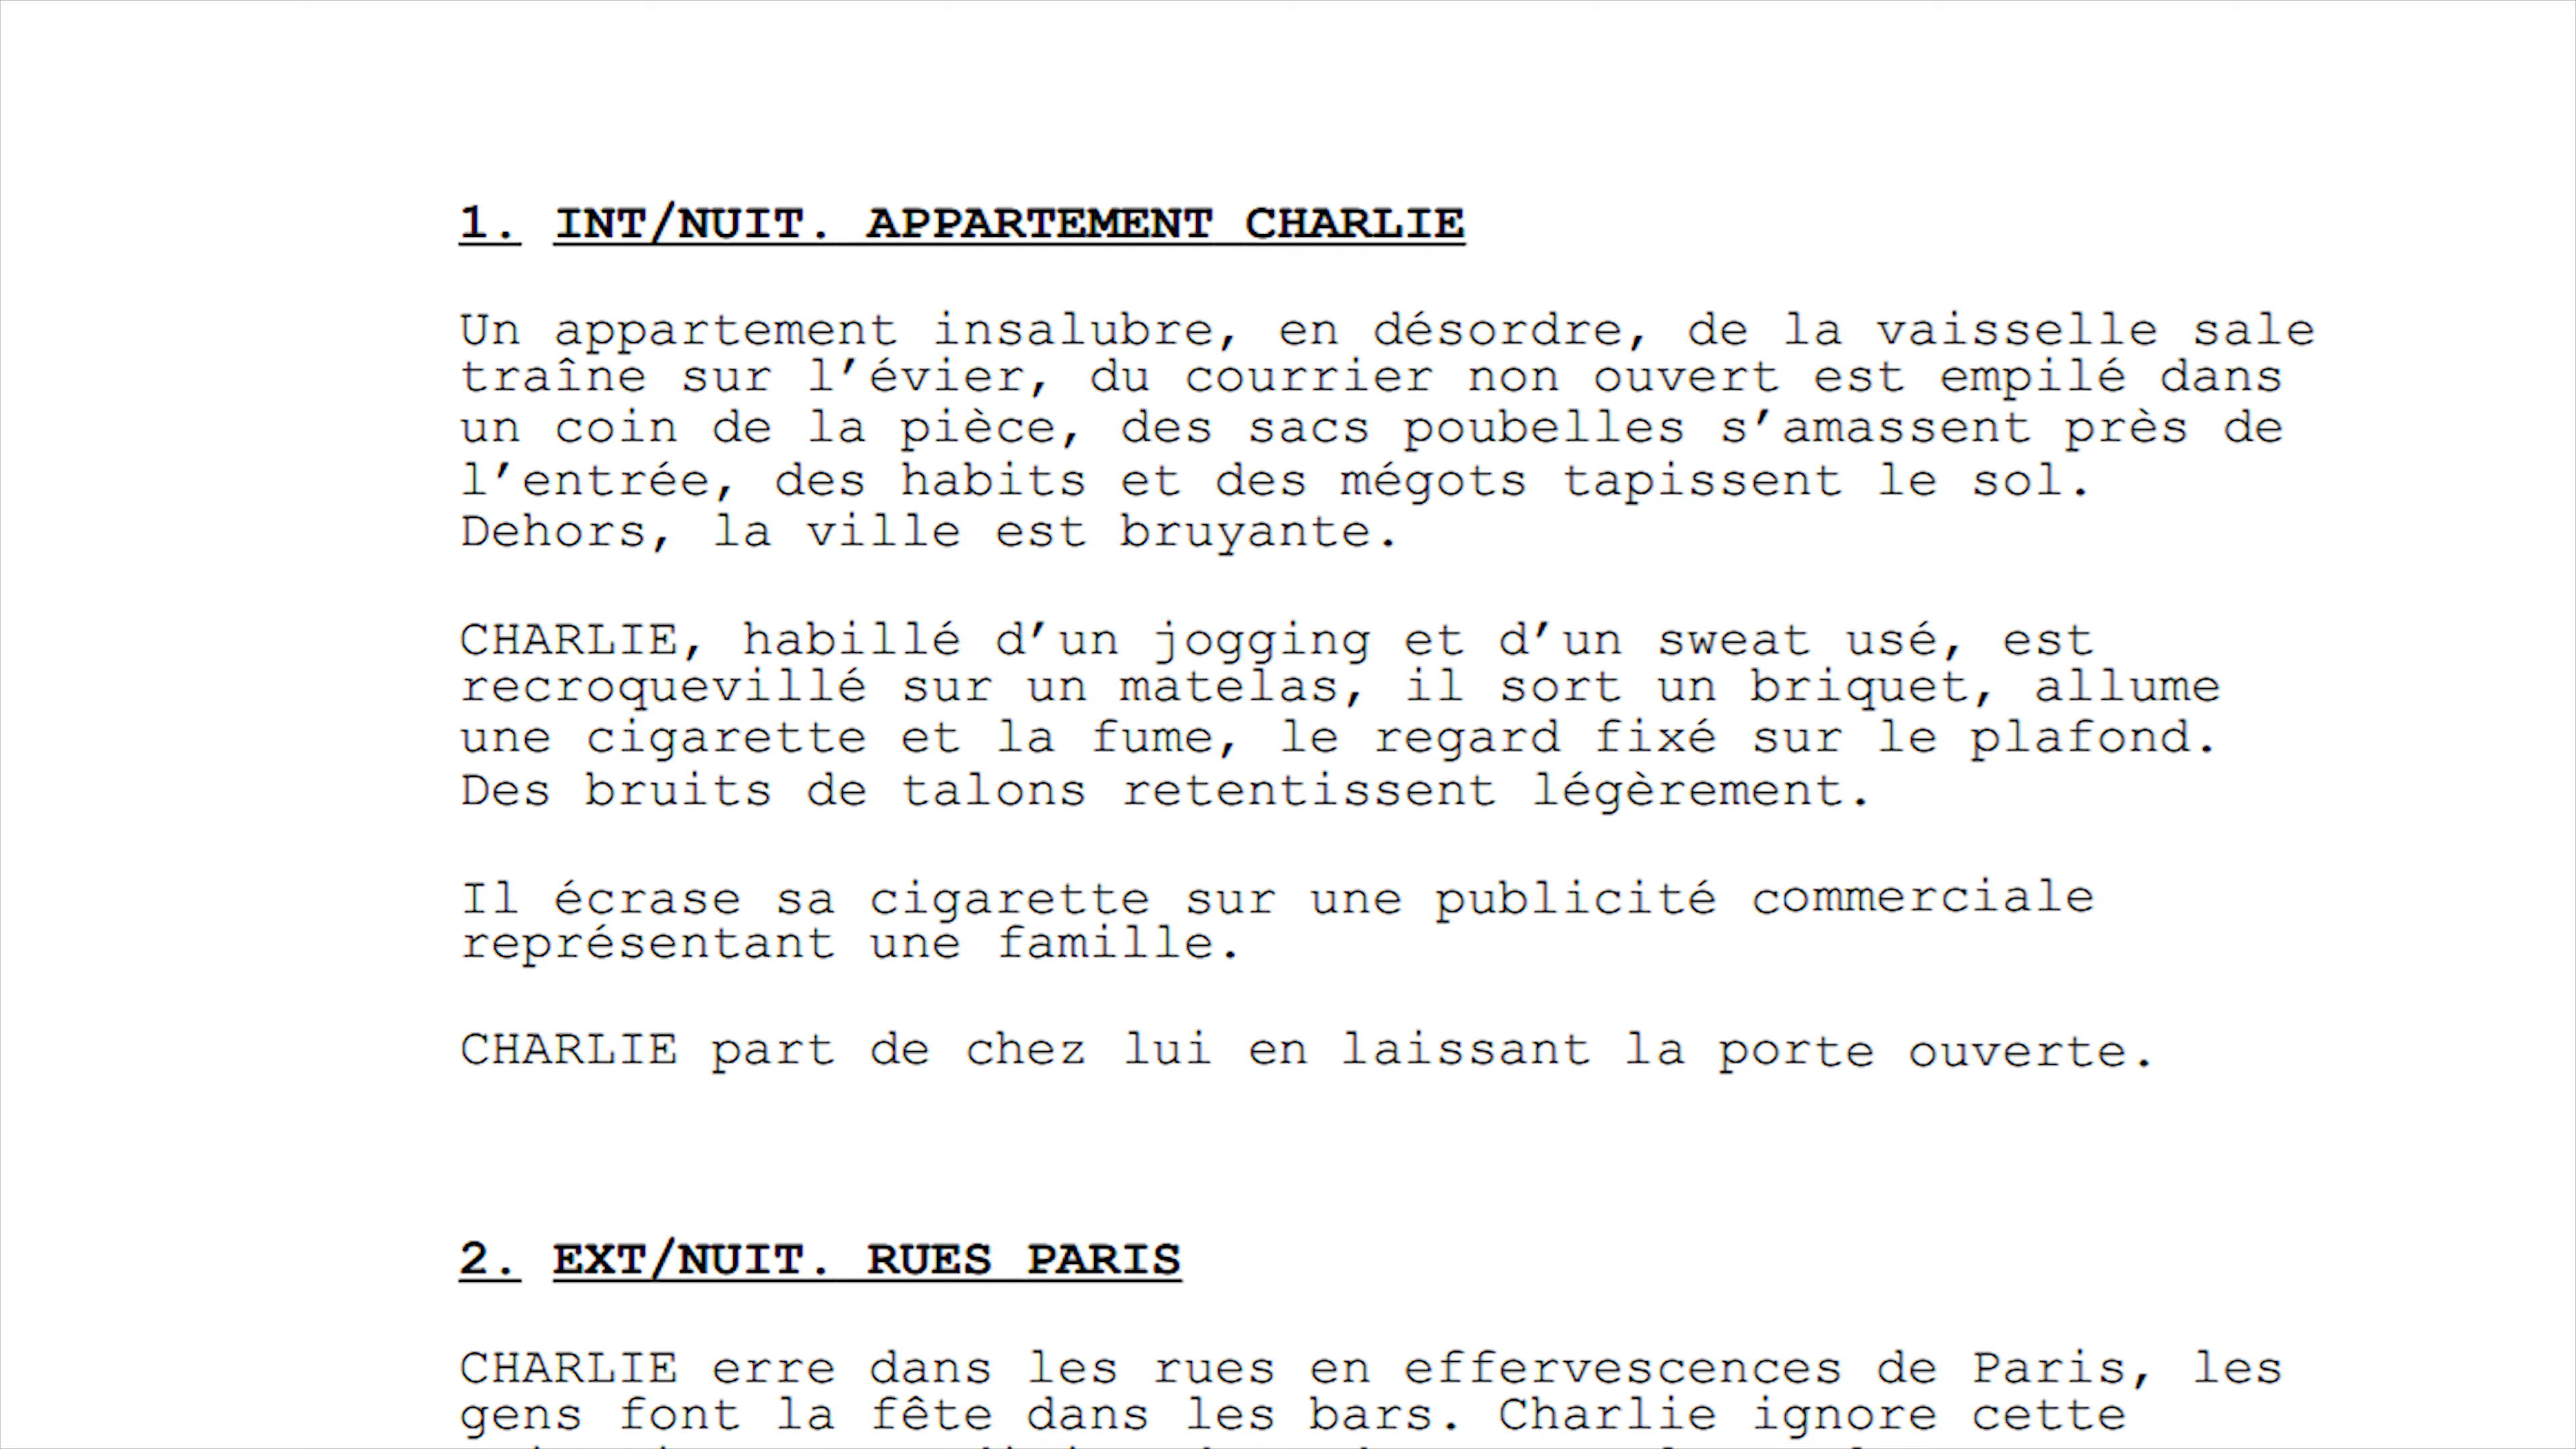 1. INT/NUIT. APPARTEMENT CHARLIE
Un appartement insalubre, en désordre, de la vaisselle sale
traîne sur l’évier, du courrier non ouvert est empilé dans
un coin de la pièce, des sacs poubelles s’amassent près de
l’entrée, des habits et des mégots tapissent le sol.
Dehors, la ville est bruyante.
CHARLIE, habillé d’un jogging et d’un sweat usé, est
recroquevillé sur un matelas, il sort un briquet, allume
une cigarette et la fume, le regard fixé sur le plafond.
Des bruits de talons retentissent légèrement.
Il écrase sa cigarette sur une publicité commerciale
représentant une famille.
CHARLIE part de chez lui en laissant la porte ouverte.
2. EXT/NUIT. RUES PARIS
CHARLIE erre dans les rues en effervescences de Paris, les
gens font la fête dans les bars. Charlie ignore cette